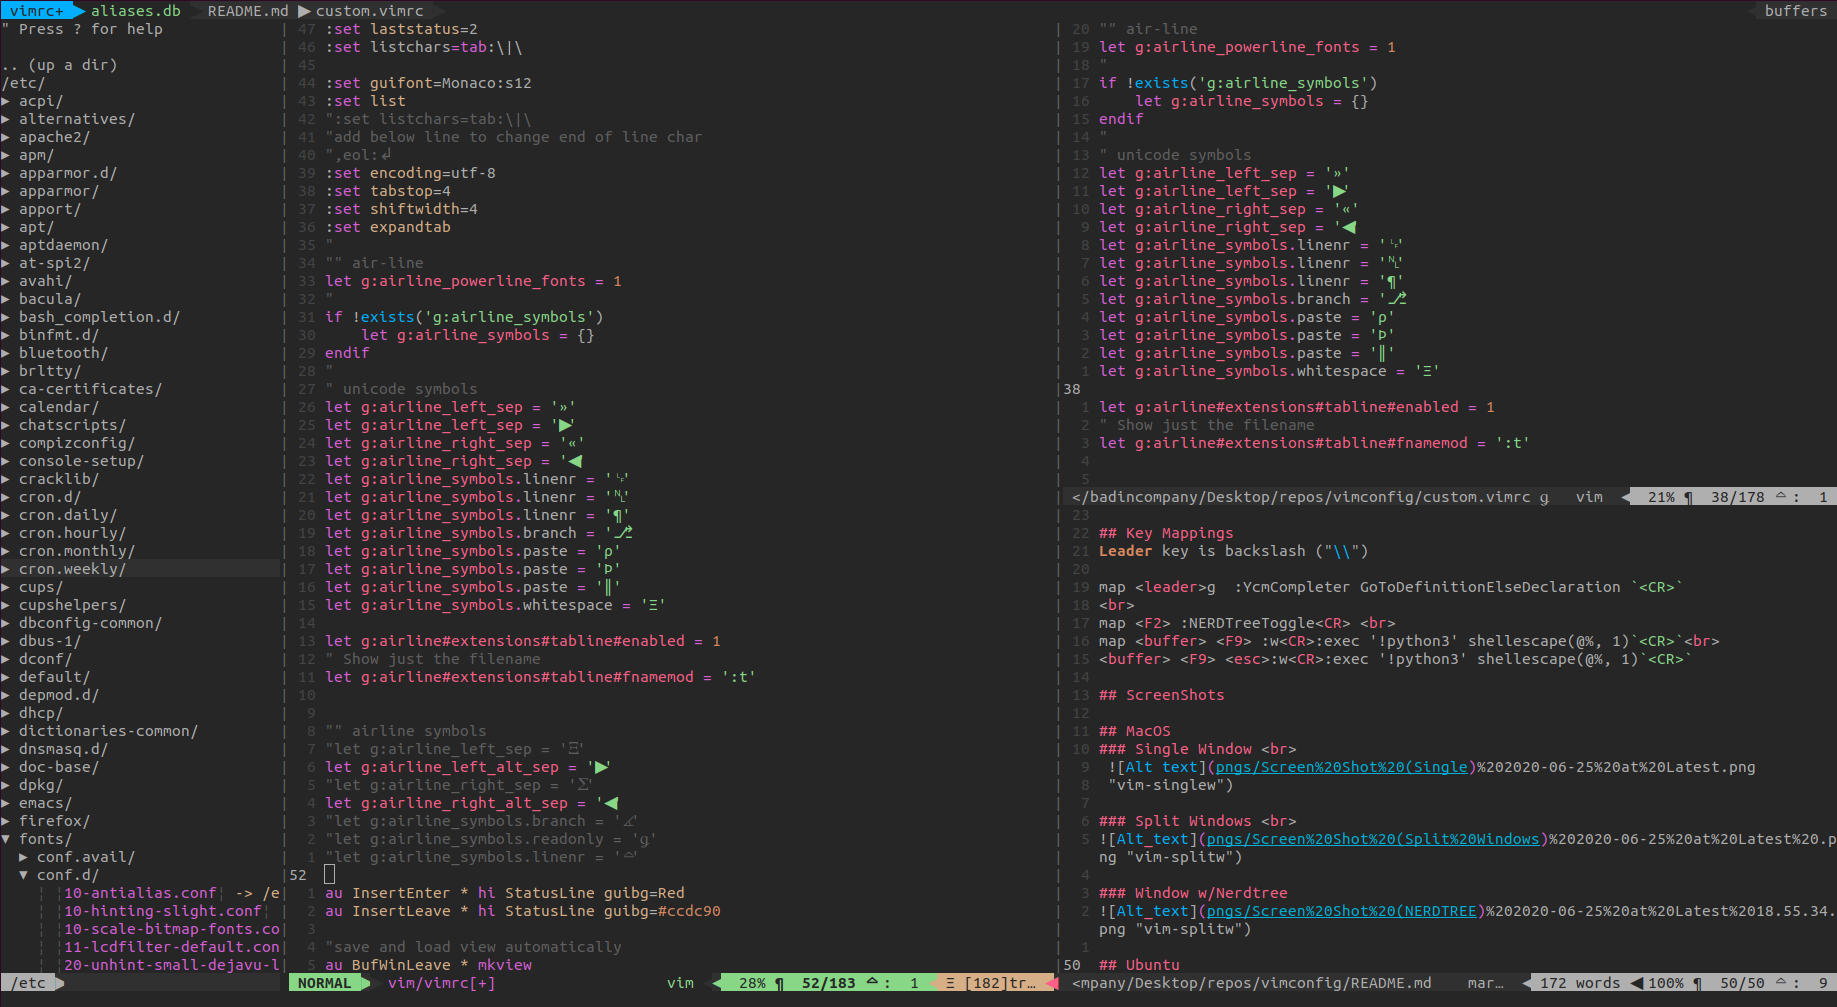 vimrc+ aliases.db README.md ▶custom.vimrc buffers
" Press ? for help
.. (up a dir)
/etc/
▶ acpi/
▶ alternatives/
▶ apache2/
▶ apm/
▶ apparmor.d/
▶ apparmor/
▶ apport/
▶ apt/
▶ aptdaemon/
▶ at-spi2/
▶ avahi/
▶ bacula/
▶ bash_completion.d/
▶ binfmt.d/
▶ bluetooth/
▶ brltty/
▶ ca-certificates/
▶ calendar/
▶ chatscripts/
▶ compizconfig/
▶ console-setup/
▶ cracklib/
▶ cron.d/
▶ cron.daily/
▶ cron.hourly/
▶ cron.monthly/
▶ cron.weekly/
▶ cups/
▶ cupshelpers/
▶ dbconfig-common/
▶ dbus-1/
▶ dconf/
▶ default/
▶ depmod.d/
▶ dhcp/
▶ dictionaries-common/
▶ dnsmasq.d/
▶ doc-base/
▶ dpkg/
▶ emacs/
▶ firefox/
▼ fonts/
▶ conf.avail/
▼ conf.d/
10-antialias.conf -> /e
10-hinting-slight.conf
10-scale-bitmap-fonts.co
11-lcdfilter-default.con
20-unhint-small-dejavu-l
/etc
47 :set laststatus=2
46 :set listchars=tab:\|\
45
44 :set guifont=Monaco:s12
43 :set list
42 ":set listchars=tab:\|\
41 "add below line to change end of line char
40 ",eol:↲
39 :set encoding=utf-8
38 :set tabstop=4
37 :set shiftwidth=4
36 :set expandtab
35 "
34 "" air-line
33 let g:airline_powerline_fonts = 1
32 "
31 if !exists('g:airline_symbols')
30 let g:airline_symbols = {}
29 endif
28 "
27 " unicode symbols
26 let g:airline_left_sep = '»'
25 let g:airline_left_sep = '▶'
24 let g:airline_right_sep = '«'
23 let g:airline_right_sep = '◀
22 let g:airline_symbols.linenr = '␊'
21 let g:airline_symbols.linenr = '␤'
20 let g:airline_symbols.linenr = '¶'
19 let g:airline_symbols.branch = '⎇
18 let g:airline_symbols.paste = 'ρ'
17 let g:airline_symbols.paste = 'Þ'
16 let g:airline_symbols.paste = '∥'
15 let g:airline_symbols.whitespace = 'Ξ'
14
13 let g:airline#extensions#tabline#enabled = 1
12 " Show just the filename
11 let g:airline#extensions#tabline#fnamemod = ':t'
10
9
8 "" airline symbols
7 "let g:airline_left_sep = 'Ξ'
6 let g:airline_left_alt_sep = '▶'
5 "let g:airline_right_sep = 'Σ'
4 let g:airline_right_alt_sep = '◀
3 "let g:airline_symbols.branch = '
2 "let g:airline_symbols.readonly = 'g'
1 "let g:airline_symbols.linenr = '
52
1 au InsertEnter * hi StatusLine guibg=Red
2 au InsertLeave * hi StatusLine guibg=#ccdc90
3
4 "save and load view automatically
5 au BufWinLeave * mkview
NORMAL vim/vimrc[+] vim 28% ¶ 52/183 : 1 Ξ [182]tr…
20 "" air-line
19 let g:airline_powerline_fonts = 1
18 "
17 if !exists('g:airline_symbols')
16 let g:airline_symbols = {}
15 endif
14 "
13 " unicode symbols
12 let g:airline_left_sep = '»'
11 let g:airline_left_sep = '▶'
10 let g:airline_right_sep = '«'
9 let g:airline_right_sep = '◀
8 let g:airline_symbols.linenr = '␊'
7 let g:airline_symbols.linenr = '␤'
6 let g:airline_symbols.linenr = '¶'
5 let g:airline_symbols.branch = '⎇
4 let g:airline_symbols.paste = 'ρ'
3 let g:airline_symbols.paste = 'Þ'
2 let g:airline_symbols.paste = '∥'
1 let g:airline_symbols.whitespace = 'Ξ'
38
1 let g:airline#extensions#tabline#enabled = 1
2 " Show just the filename
3 let g:airline#extensions#tabline#fnamemod = ':t'
4
5
</badincompany/Desktop/repos/vimconfig/custom.vimrc g vim 21% ¶ 38/178 : 1
23
22 ## Key Mappings
21 Leader key is backslash ("\\")
20
19 map <leader>g :YcmCompleter GoToDefinitionElseDeclaration `<CR>`
18 <br>
17 map <F2> :NERDTreeToggle<CR> <br>
16 map <buffer> <F9> :w<CR>:exec '!python3' shellescape(@%, 1)`<CR>`<br>
15 <buffer> <F9> <esc>:w<CR>:exec '!python3' shellescape(@%, 1)`<CR>`
14
13 ## ScreenShots
12
11 ## MacOS
10 ### Single Window <br>
9 ![Alt text](pngs/Screen%20Shot%20(Single)%202020-06-25%20at%20Latest.png
8 "vim-singlew")
7
6 ### Split Windows <br>
5 ![Alt_text](pngs/Screen%20Shot%20(Split%20Windows)%202020-06-25%20at%20Latest%20.p
ng "vim-splitw")
4
3 ### Window w/Nerdtree
2 ![Alt_text](pngs/Screen%20Shot%20(NERDTREE)%202020-06-25%20at%20Latest%2018.55.34.
png "vim-splitw")
1
50 ## Ubuntu
<mpany/Desktop/repos/vimconfig/README.md mar… 172 words ◀100% ¶ 50/50 : 9